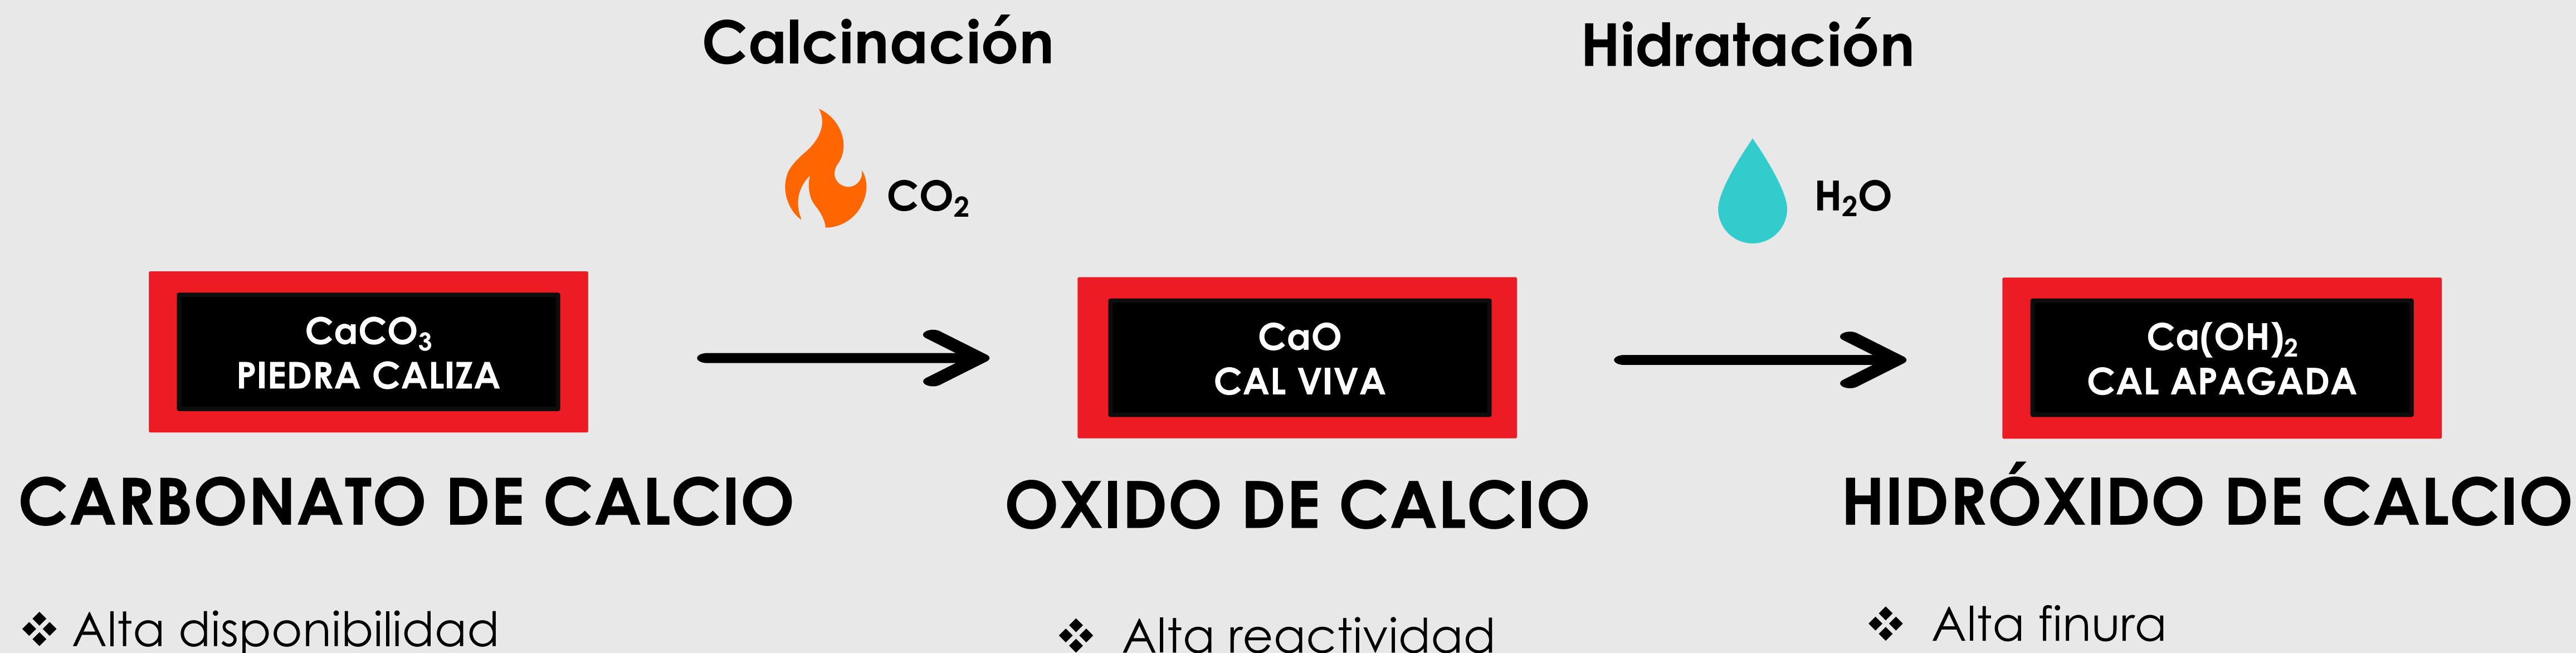 Calcinación
Hidratación
CO₂
H₂O
CaCO₃
PIEDRA CALIZA
CaO
CAL VIVA
Ca(OH)₂
CAL APAGADA
CARBONATO DE CALCIO
OXIDO DE CALCIO
HIDRÓXIDO DE CALCIO
❖ Alta disponibilidad
❖ Alta reactividad
❖ Alta finura